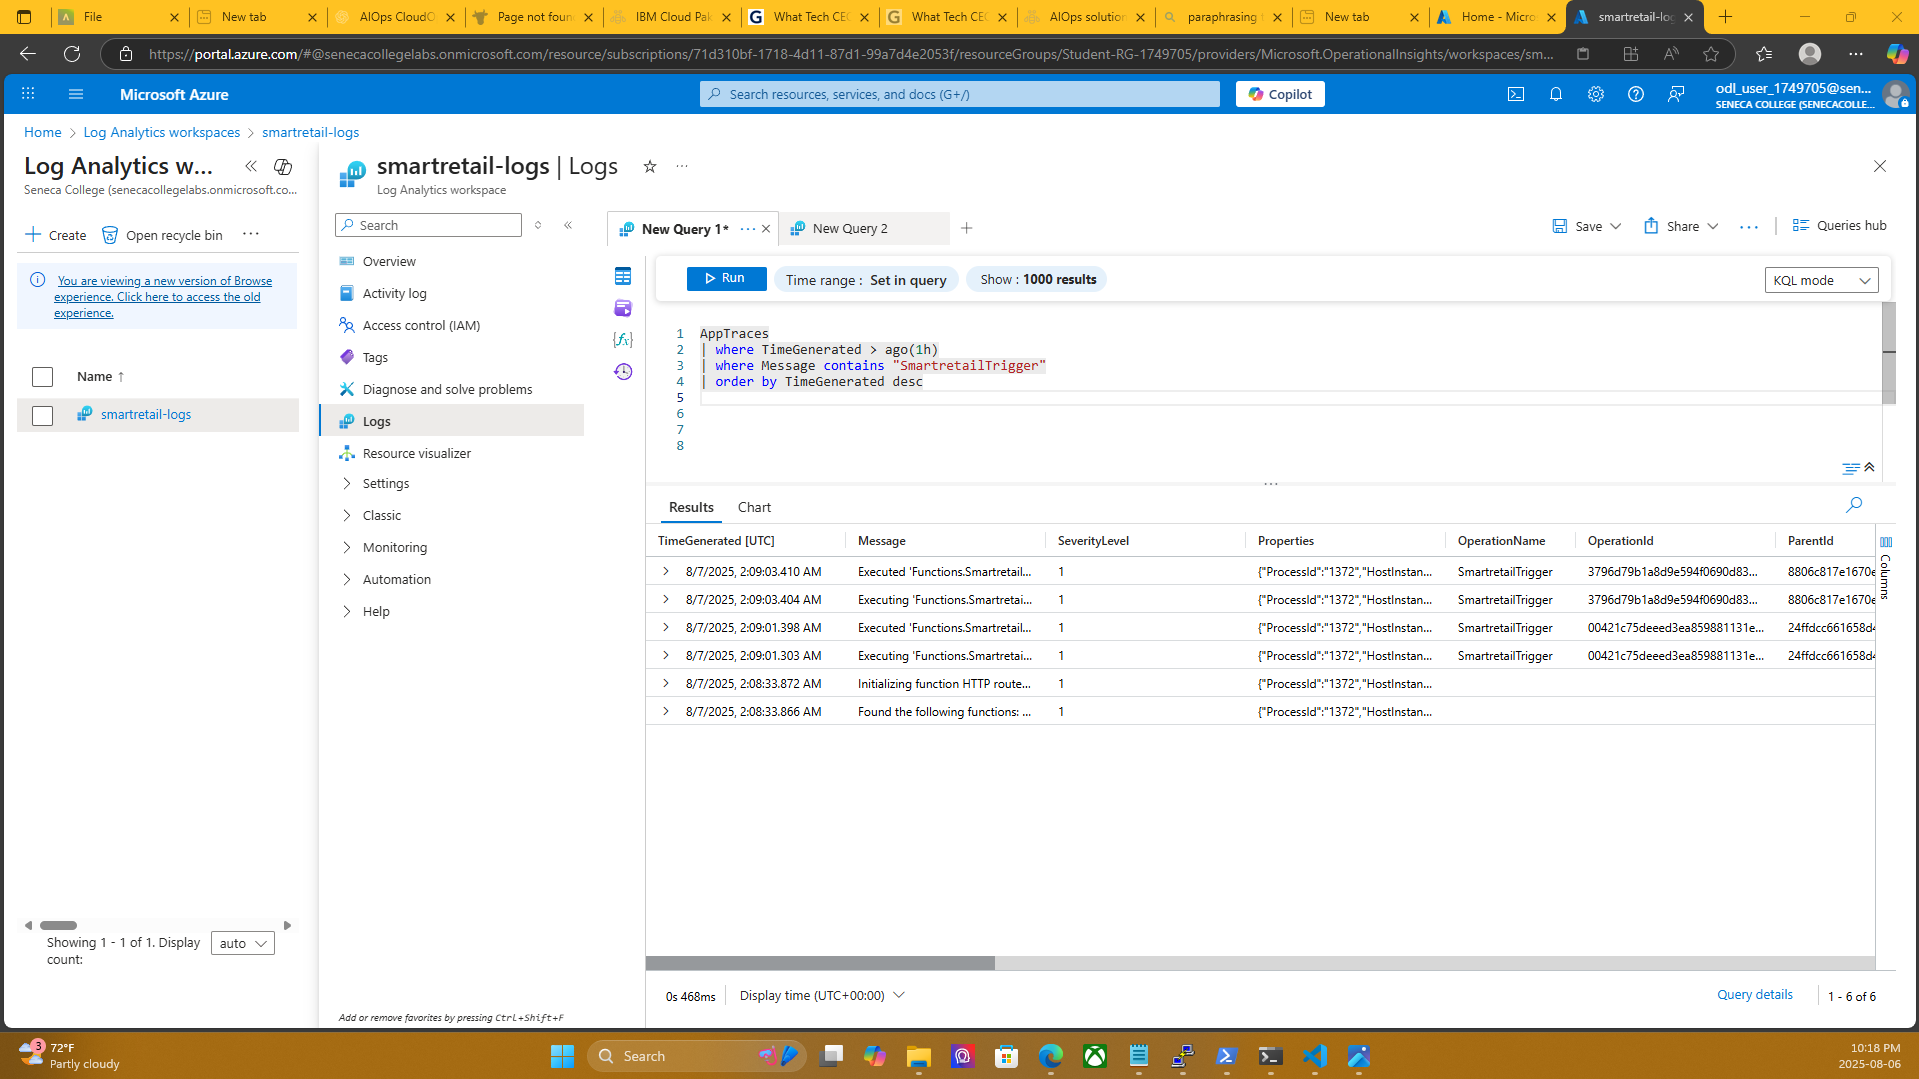 File
New tab
AIOps CloudO
Page not foun
IBM Cloud Pak
What Tech CEO
What Tech CEO
AIOps solution
paraphrasing t
New tab
Home - Micro
smartretail-log
https://portal.azure.com/#@senecacollegelabs.onmicrosoft.com/resource/subscriptions/71d310bf-1718-4d11-87d1-99a7d4e2053f/resourceGroups/Student-RG-1749705/providers/Microsoft.OperationalInsights/workspaces/sm...
Microsoft Azure
Search resources, services, and docs (G+/)
Copilot
odl_user_1749705@sen...
SENECA COLLEGE (SENECACOLLE...
Home > Log Analytics workspaces > smartretail-logs
Log Analytics w...
Seneca College (senecacollegelabs.onmicrosoft.co...
Create
Open recycle bin
...
You are viewing a new version of Browse
experience. Click here to access the old
experience.
Name ↑
smartretail-logs
Showing 1 - 1 of 1. Display
count:
auto
smartretail-logs | Logs
Log Analytics workspace
Search
Overview
Activity log
Access control (IAM)
Tags
Diagnose and solve problems
Logs
Resource visualizer
Settings
Classic
Monitoring
Automation
Help
Add or remove favorites by pressing Ctrl+Shift+F
New Query 1*
New Query 2
Save
Share
Queries hub
Run
Time range : Set in query
Show : 1000 results
KQL mode
1 AppTraces
2 | where TimeGenerated > ago(1h)
3 | where Message contains "SmartretailTrigger"
4 | order by TimeGenerated desc
5
6
7
8
Results
Chart
TimeGenerated [UTC] Message SeverityLevel Properties OperationName OperationId ParentId
8/7/2025, 2:09:03.410 AM Executed 'Functions.Smartretail... 1 {"ProcessId":"1372","HostInstan... SmartretailTrigger 3796d79b1a8d9e594f0690d83... 8806c817e1670e
8/7/2025, 2:09:03.404 AM Executing 'Functions.Smartretai... 1 {"ProcessId":"1372","HostInstan... SmartretailTrigger 3796d79b1a8d9e594f0690d83... 8806c817e1670e
8/7/2025, 2:09:01.398 AM Executed 'Functions.Smartretail... 1 {"ProcessId":"1372","HostInstan... SmartretailTrigger 00421c75deeed3ea859881131e... 24ffdcc661658d4
8/7/2025, 2:09:01.303 AM Executing 'Functions.Smartretai... 1 {"ProcessId":"1372","HostInstan... SmartretailTrigger 00421c75deeed3ea859881131e... 24ffdcc661658d4
8/7/2025, 2:08:33.872 AM Initializing function HTTP route... 1 {"ProcessId":"1372","HostInstan...
8/7/2025, 2:08:33.866 AM Found the following functions: ... 1 {"ProcessId":"1372","HostInstan...
Columns
0s 468ms
Display time (UTC+00:00)
Query details
1 - 6 of 6
3
72°F
Partly cloudy
Search
10:18 PM
2025-08-06